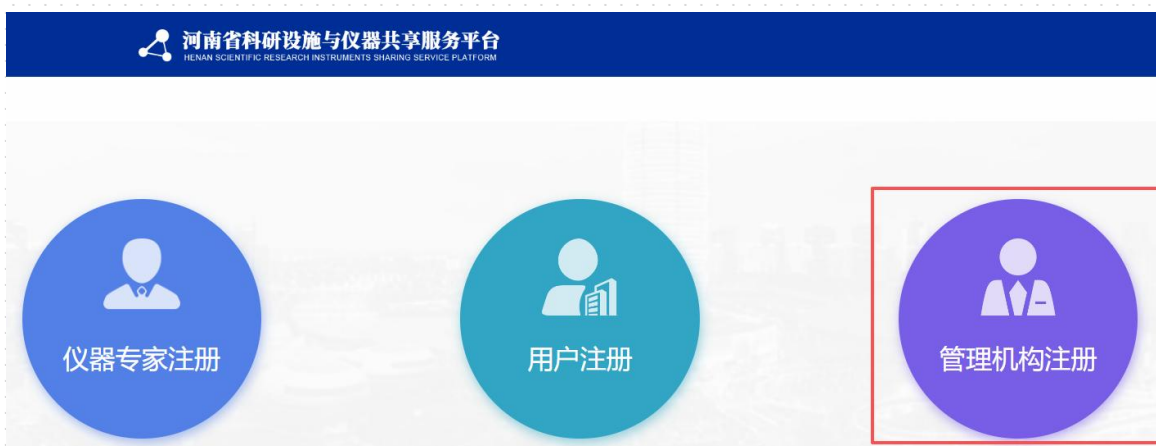 河南省科研设施与仪器共享服务平台
HENAN SCIENTIFIC RESEARCH INSTRUMENTS SHARING SERVICE PLATFORM
仪器专家注册
用户注册
管理机构注册